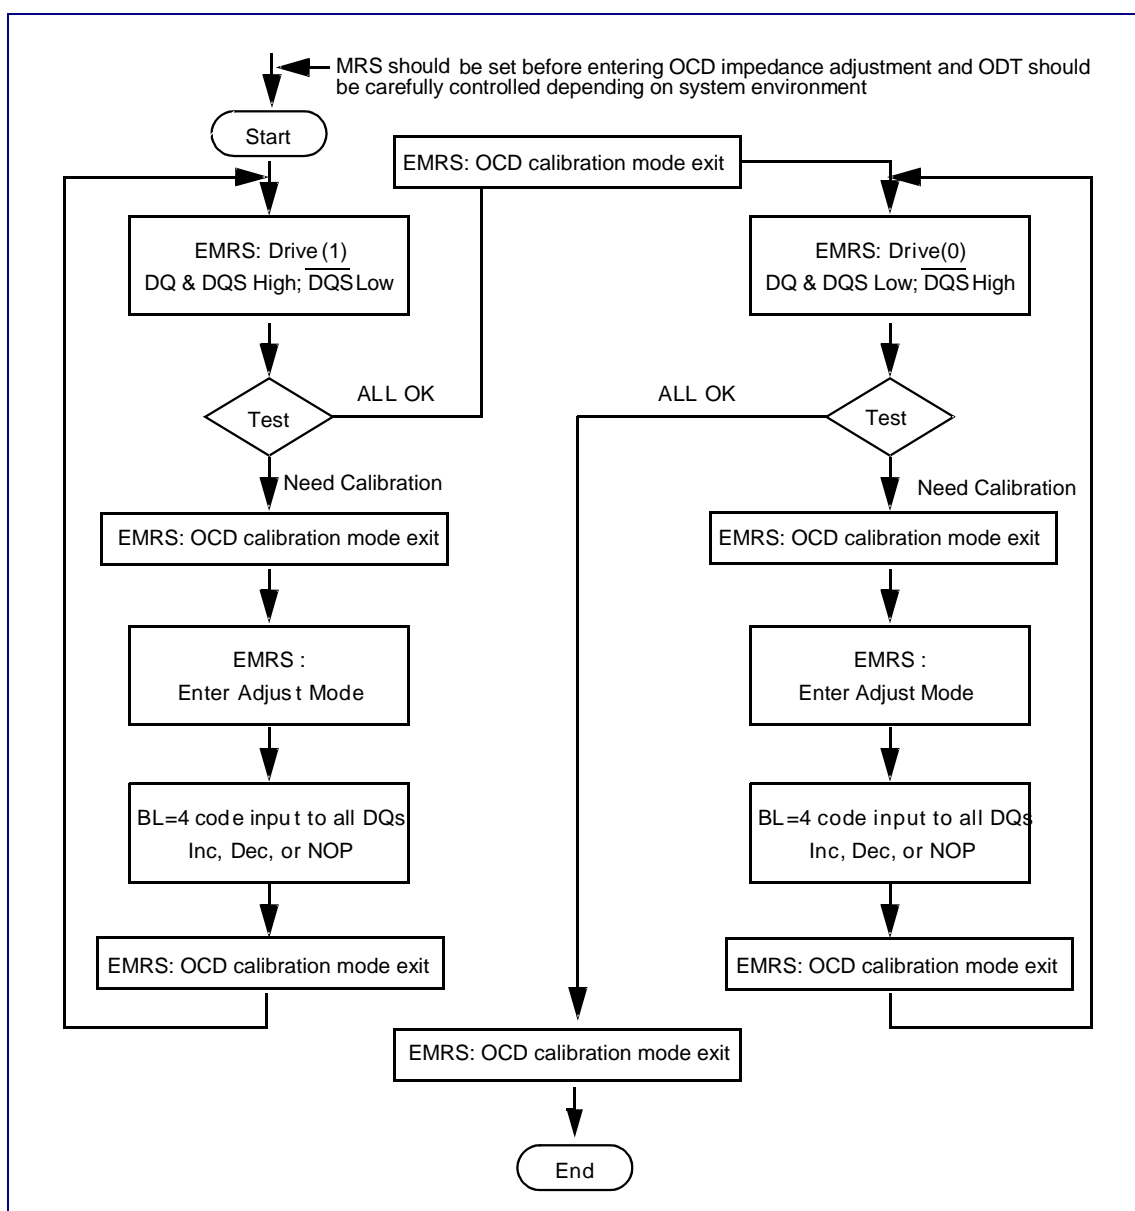 MRS should be set before entering OCD impedance adjustment and ODT should
be carefully controlled depending on system environment
Start
EMRS: OCD calibration mode exit
EMRS: Drive(1)
DQ & DQS High; DQS Low
EMRS: Drive(0)
DQ & DQS Low; DQS High
ALL OK
ALL OK
Test
Test
Need Calibration
Need Calibration
EMRS: OCD calibration mode exit
EMRS: OCD calibration mode exit
EMRS :
Enter Adjust Mode
EMRS :
Enter Adjust Mode
BL=4 code input to all DQs
Inc, Dec, or NOP
BL=4 code input to all DQs
Inc, Dec, or NOP
EMRS: OCD calibration mode exit
EMRS: OCD calibration mode exit
EMRS: OCD calibration mode exit
End